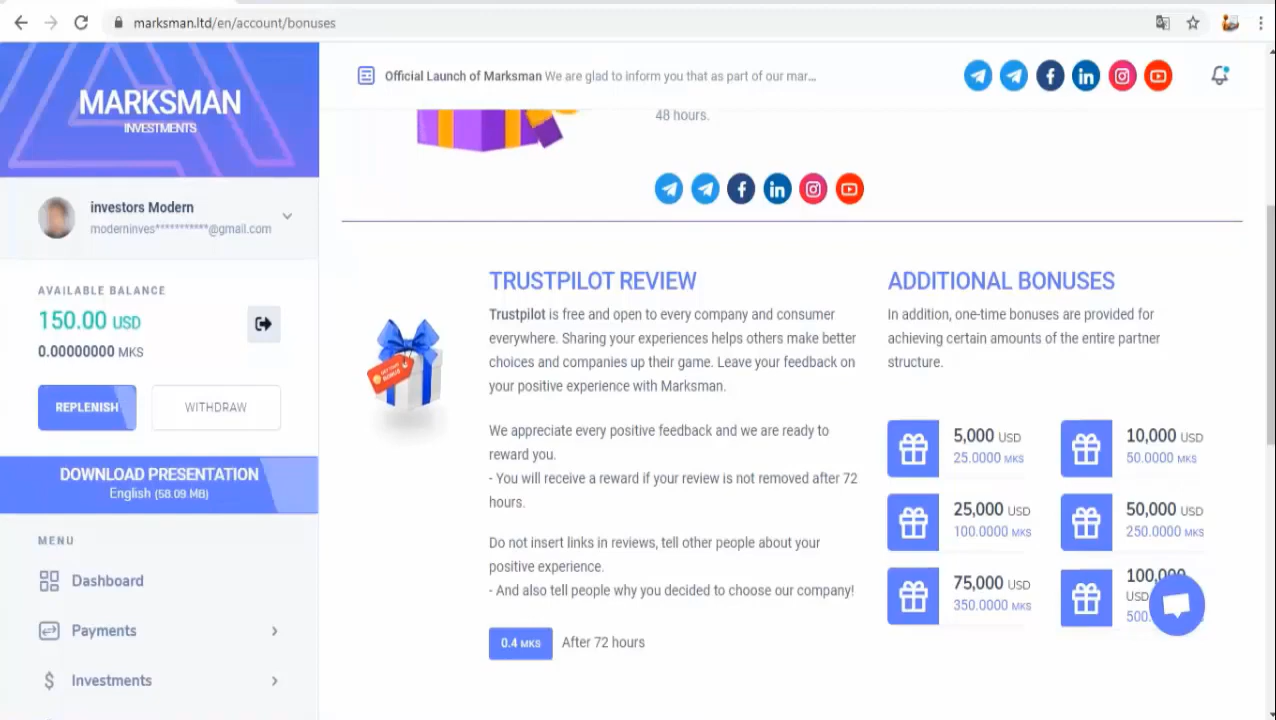 marksman.ltd/en/account/bonuses
MARKSMAN
INVESTMENTS
investors Modern
moderninves***********@gmail.com
AVAILABLE BALANCE
150.00 USD
0.00000000 MKS
REPLENISH
WITHDRAW
DOWNLOAD PRESENTATION
English (58.09 MB)
MENU
Dashboard
Payments
Investments
Official Launch of Marksman We are glad to inform you that as part of our mar...
48 hours.
TRUSTPILOT REVIEW
Trustpilot is free and open to every company and consumer
everywhere. Sharing your experiences helps others make better
choices and companies up their game. Leave your feedback on
your positive experience with Marksman.
We appreciate every positive feedback and we are ready to
reward you.
- You will receive a reward if your review is not removed after 72
hours.
Do not insert links in reviews, tell other people about your
positive experience.
- And also tell people why you decided to choose our company!
0.4 MKS
After 72 hours
ADDITIONAL BONUSES
In addition, one-time bonuses are provided for
achieving certain amounts of the entire partner
structure.
5,000 USD
25.0000 MKS
10,000 USD
50.0000 MKS
25,000 USD
100.0000 MKS
50,000 USD
250.0000 MKS
75,000 USD
350.0000 MKS
100,000
USD
500.